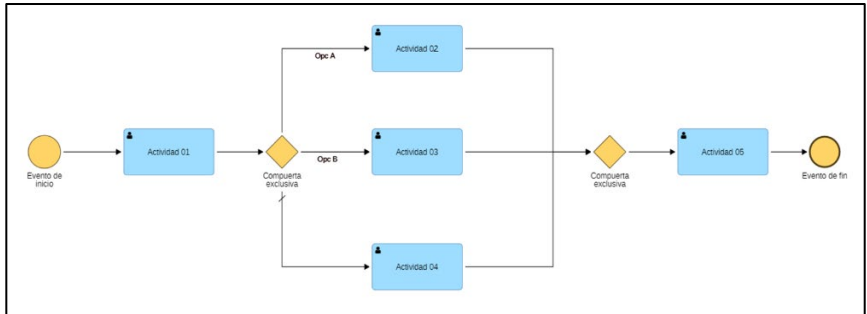 Actividad 02
Opc A
Actividad 01
Actividad 03
Actividad 05
Opc B
Evento de
inicio
Compuerta
exclusiva
Compuerta
exclusiva
Evento de fin
Actividad 04